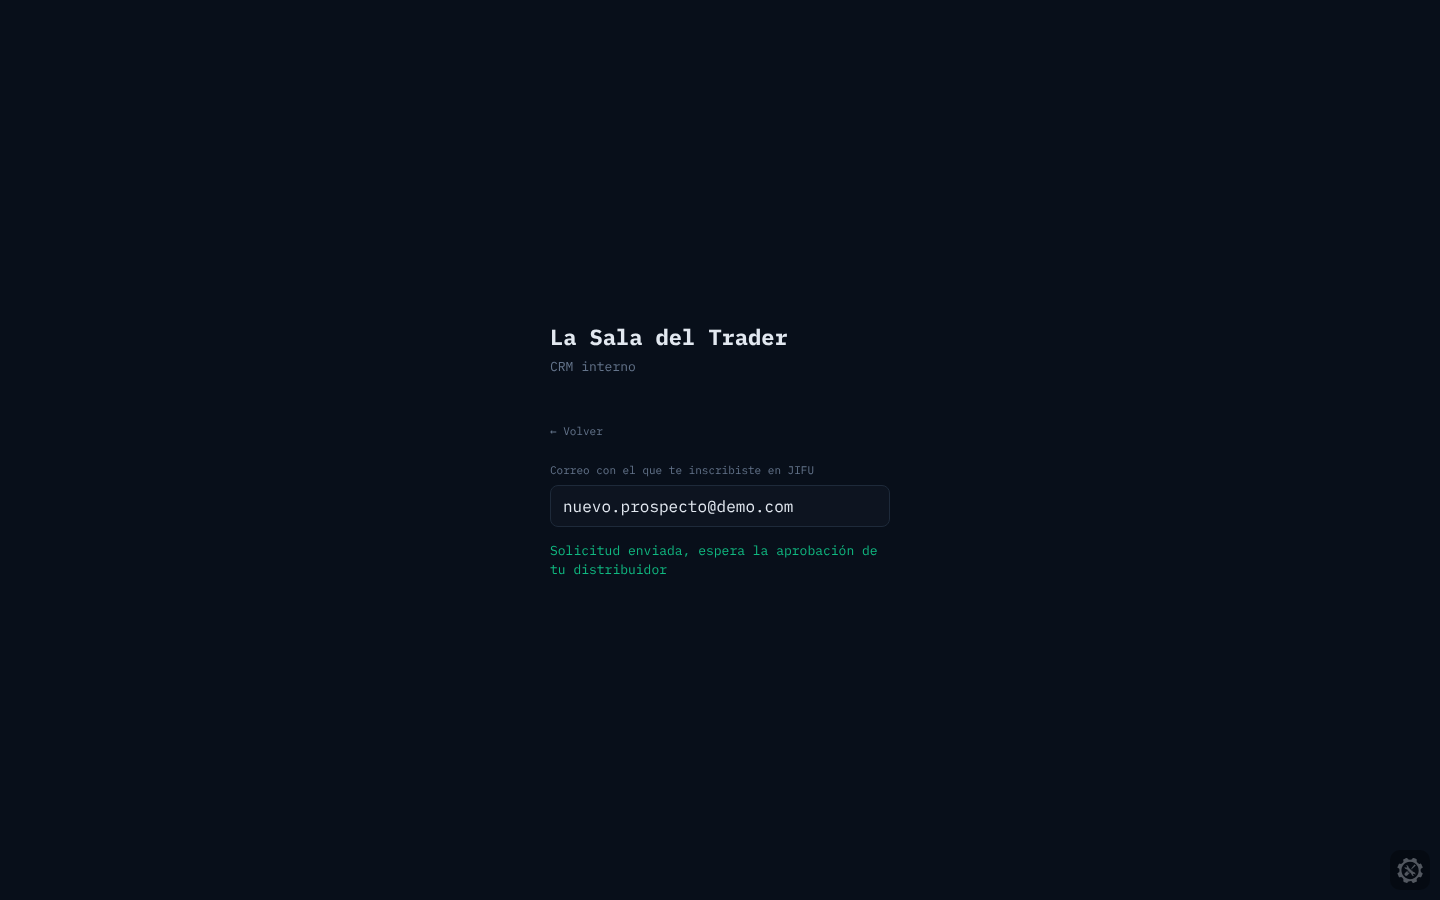 La Sala del Trader
CRM interno
← Volver
Correo con el que te inscribiste en JIFU
nuevo.prospecto@demo.com
Solicitud enviada, espera la aprobación de
tu distribuidor